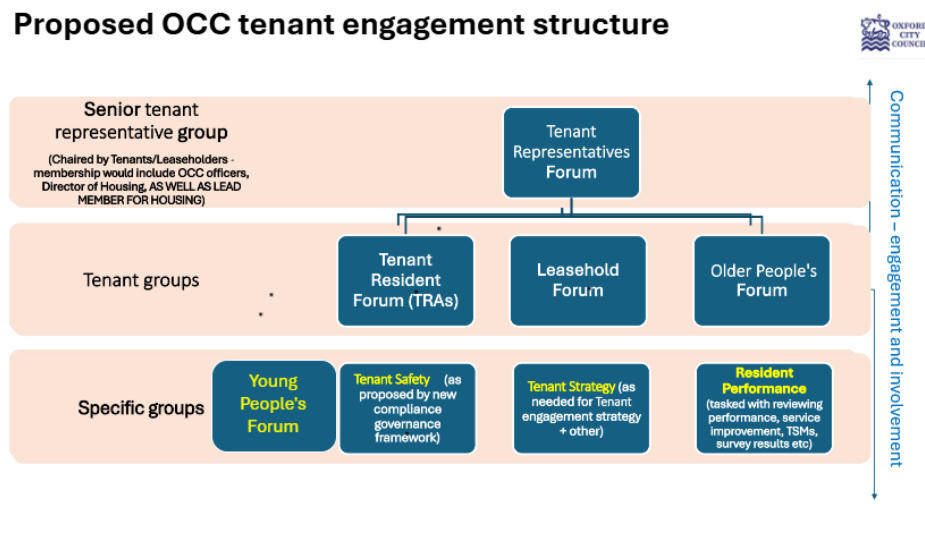 Proposed OCC tenant engagement structure
OXFORD
CITY
COUNCIL
Senior tenant
representative group
(Chaired by Tenants/Leaseholders -
membership would include OCC officers,
Director of Housing, AS WELL AS LEAD
MEMBER FOR HOUSING)
Tenant
Representatives
Forum
Tenant groups
Tenant
Resident
Forum (TRAs)
Leasehold
Forum
Older People's
Forum
Specific groups
Young
People's
Forum
Tenant Safety (as
proposed by new
compliance
governance
framework)
Tenant Strategy (as
needed for Tenant
engagement strategy
+ other)
Resident
Performance
(tasked with reviewing
performance, service
improvement, TSMs,
survey results etc)
Communication – engagement and involvement